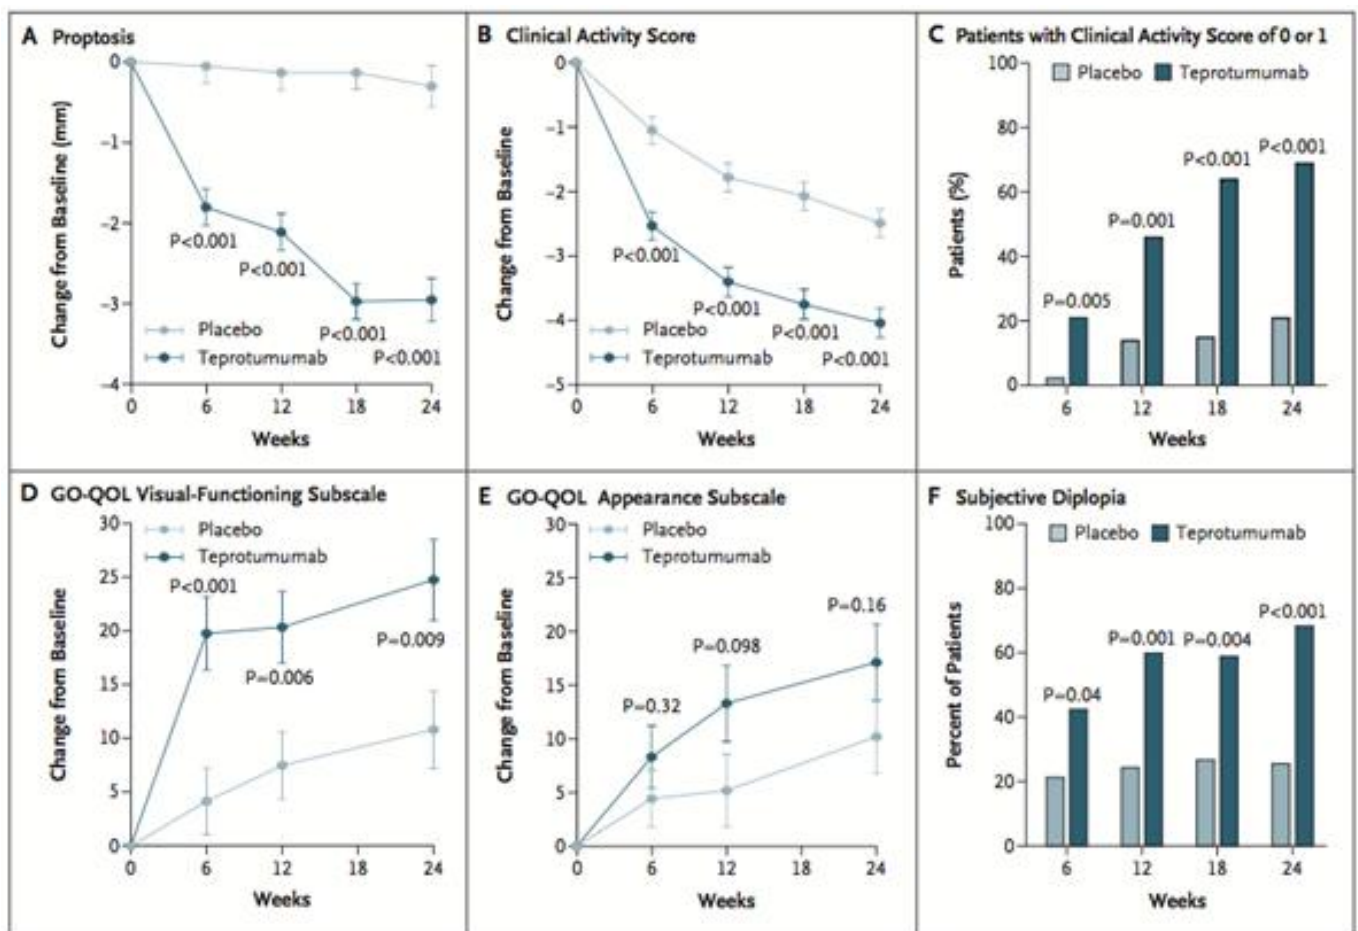 A Proptosis
0
−1
−2
−3
−4
Change from Baseline (mm)
P<0.001
P<0.001
P<0.001
P<0.001
Placebo
Teprotumumab
0 6 12 18 24
Weeks
B Clinical Activity Score
0
−1
−2
−3
−4
−5
Change from Baseline
P<0.001
P<0.001
P<0.001
P<0.001
Placebo
Teprotumumab
0 6 12 18 24
Weeks
C Patients with Clinical Activity Score of 0 or 1
Placebo Teprotumumab
100
80
60
40
20
0
Patients (%)
P=0.005
P=0.001
P<0.001
P<0.001
6 12 18 24
Weeks
D GO-QOL Visual-Functioning Subscale
Placebo
Teprotumumab
30
25
20
15
10
5
0
Change from Baseline
P<0.001
P=0.006
P=0.009
0 6 12 18 24
Weeks
E GO-QOL Appearance Subscale
Placebo
Teprotumumab
30
25
20
15
10
5
0
Change from Baseline
P=0.32
P=0.098
P=0.16
0 6 12 18 24
Weeks
F Subjective Diplopia
Placebo Teprotumumab
100
80
60
40
20
0
Percent of Patients
P=0.04
P=0.001
P=0.004
P<0.001
6 12 18 24
Weeks